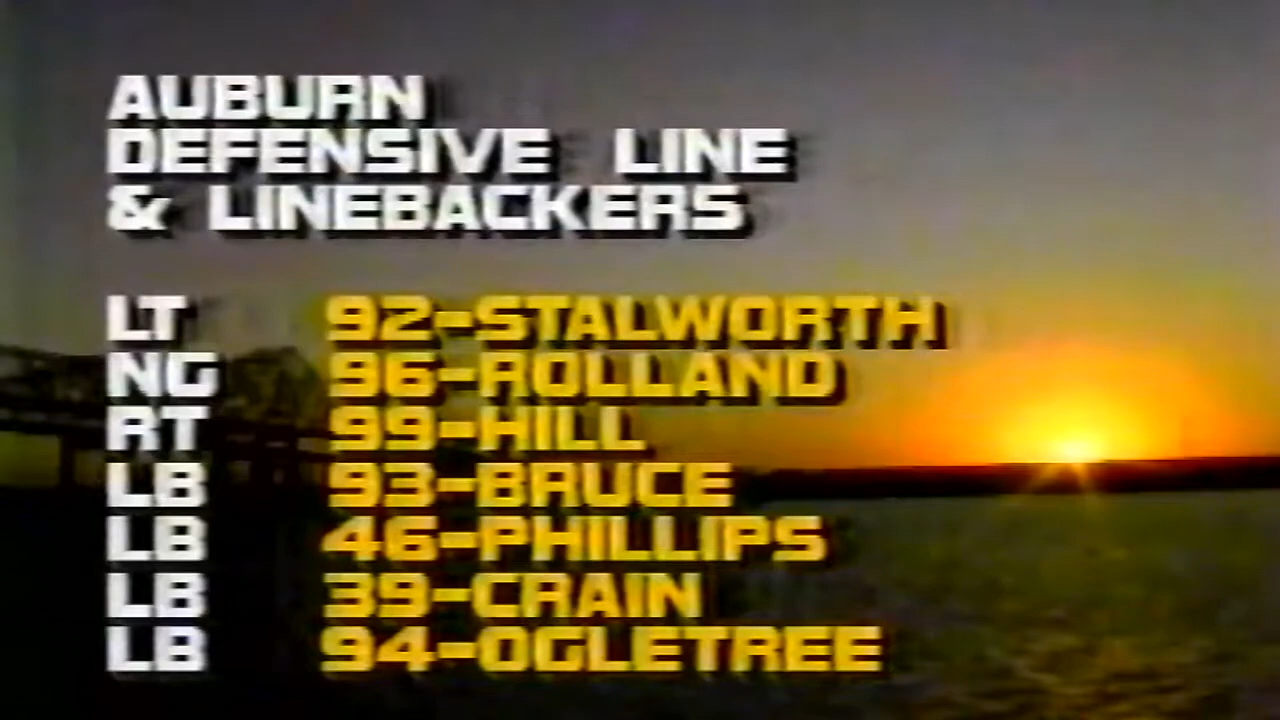 AUBURN
DEFENSIVE LINE
& LINEBACKERS
LT 92-STALWORTH
NG 96-ROLLAND
RT 99-HILL
LB 93-BRUCE
LB 46-PHILLIPS
LB 39-CRAIN
LB 94-OGLETREE